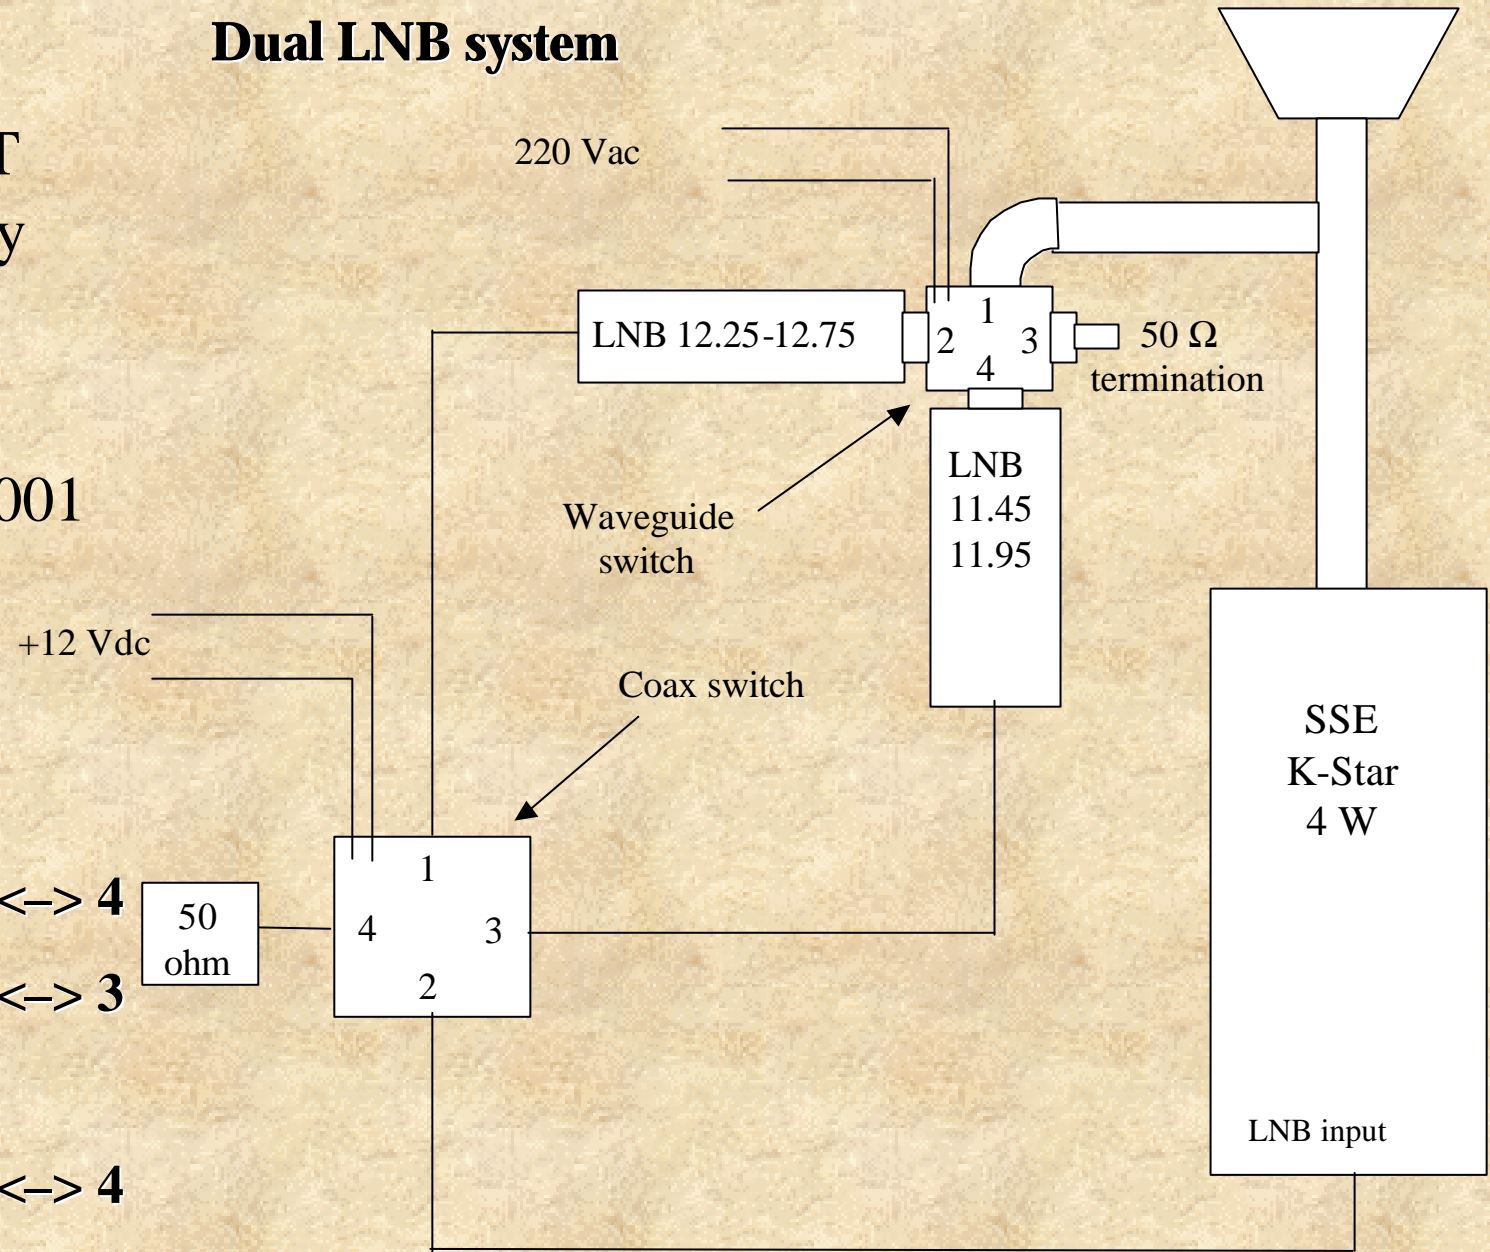 Dual LNB system
T
y
001
220 Vac
LNB 12.25-12.75
1
2
3
4
50 Ω
termination
LNB
11.45
11.95
Waveguide
switch
+12 Vdc
Coax switch
SSE
K-Star
4 W
1
4
3
2
50
ohm
<–> 4
<–> 3
<–> 4
LNB input